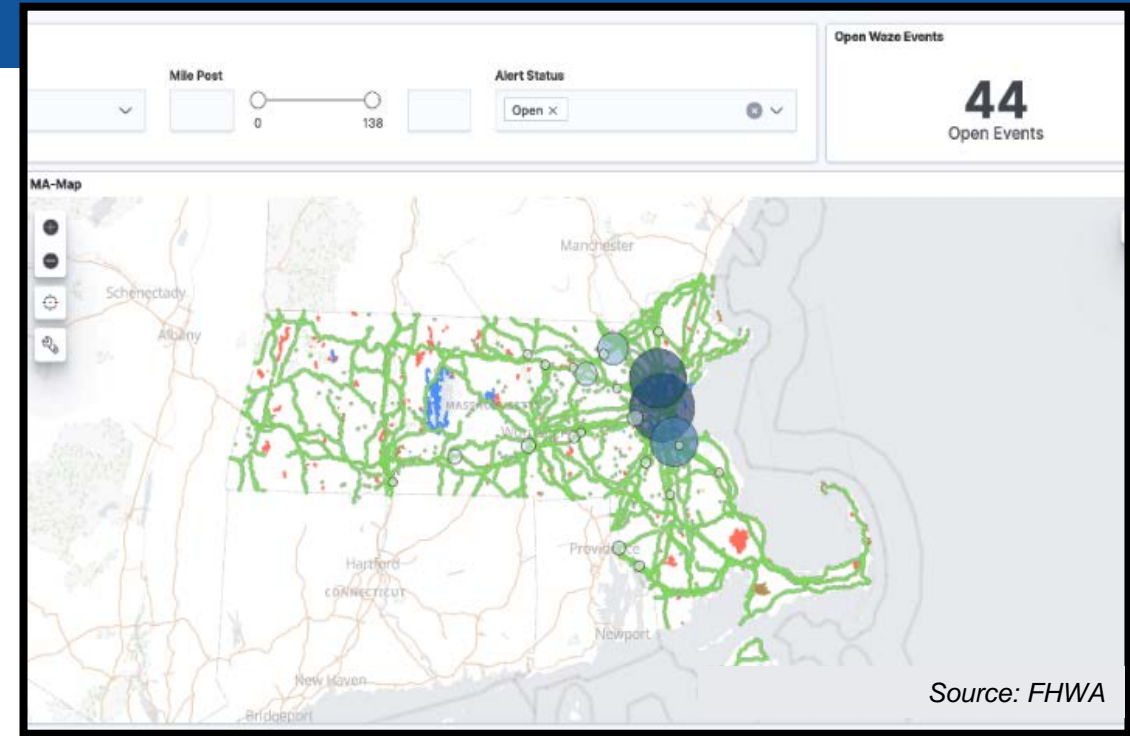 Open Waze Events
Mile Post
Alert Status
Open ×
0
138
44
Open Events
MA-Map
Manchester
Schenectady
Albany
Providence
Hartford
CONNECTICUT
Newport
New Haven
Bridgeport
Source: FHWA